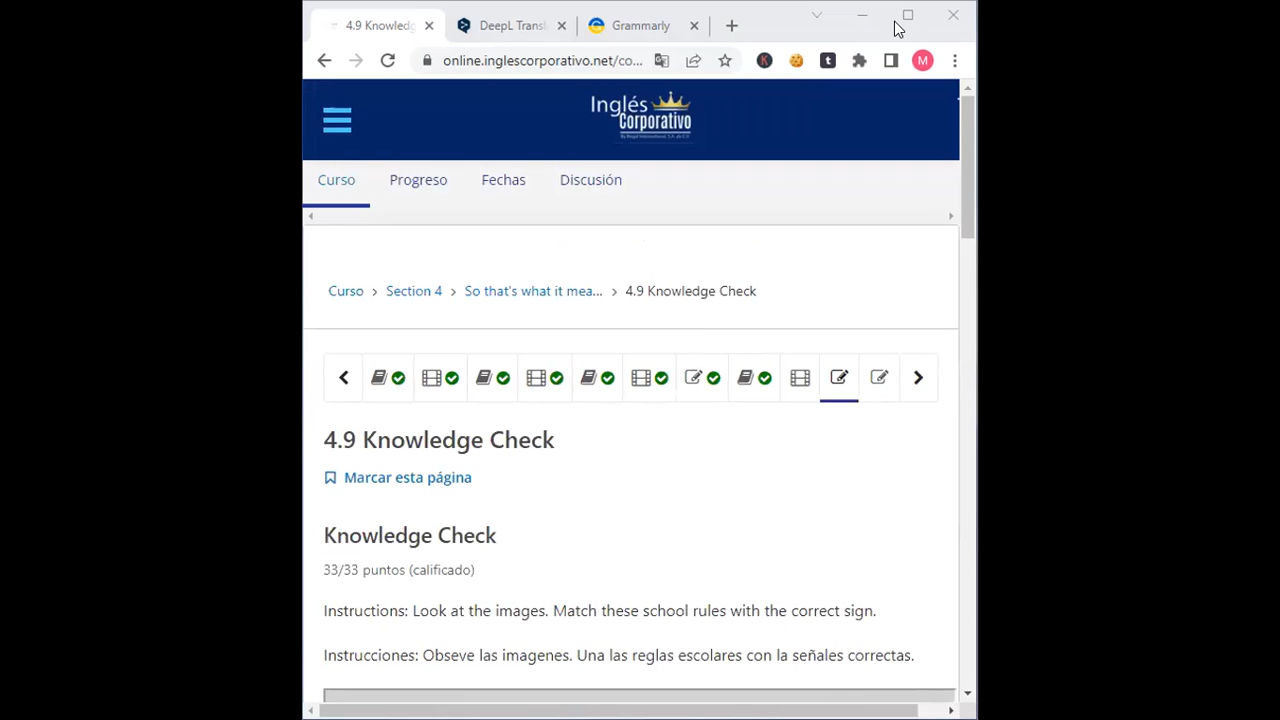 4.9 Knowledg
DeepL Transl
Grammarly
online.inglescorporativo.net/co...
K
t
M
Inglés
Corporativo
Curso
Progreso
Fechas
Discusión
Curso > Section 4 > So that's what it mea... > 4.9 Knowledge Check
4.9 Knowledge Check
Marcar esta página
Knowledge Check
33/33 puntos (calificado)
Instructions: Look at the images. Match these school rules with the correct sign.
Instrucciones: Obseve las imagenes. Una las reglas escolares con la señales correctas.